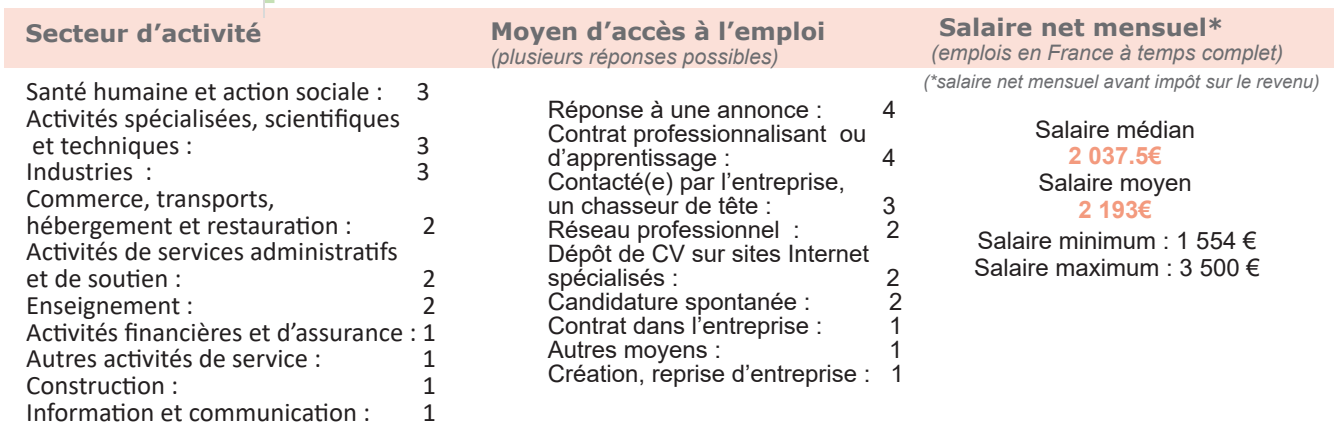 Secteur d’activité
Santé humaine et action sociale : 3
Activités spécialisées, scientifiques
et techniques : 3
Industries : 3
Commerce, transports,
hébergement et restauration : 2
Activités de services administratifs
et de soutien : 2
Enseignement : 2
Activités financières et d’assurance : 1
Autres activités de service : 1
Construction : 1
Information et communication : 1
Moyen d’accès à l’emploi
(plusieurs réponses possibles)
Réponse à une annonce : 4
Contrat professionnalisant ou
d’apprentissage : 4
Contacté(e) par l’entreprise,
un chasseur de tête : 3
Réseau professionnel : 2
Dépôt de CV sur sites Internet
spécialisés : 2
Candidature spontanée : 2
Contrat dans l’entreprise : 1
Autres moyens : 1
Création, reprise d’entreprise : 1
Salaire net mensuel*
(emplois en France à temps complet)
(*salaire net mensuel avant impôt sur le revenu)
Salaire médian
2 037.5€
Salaire moyen
2 193€
Salaire minimum : 1 554 €
Salaire maximum : 3 500 €